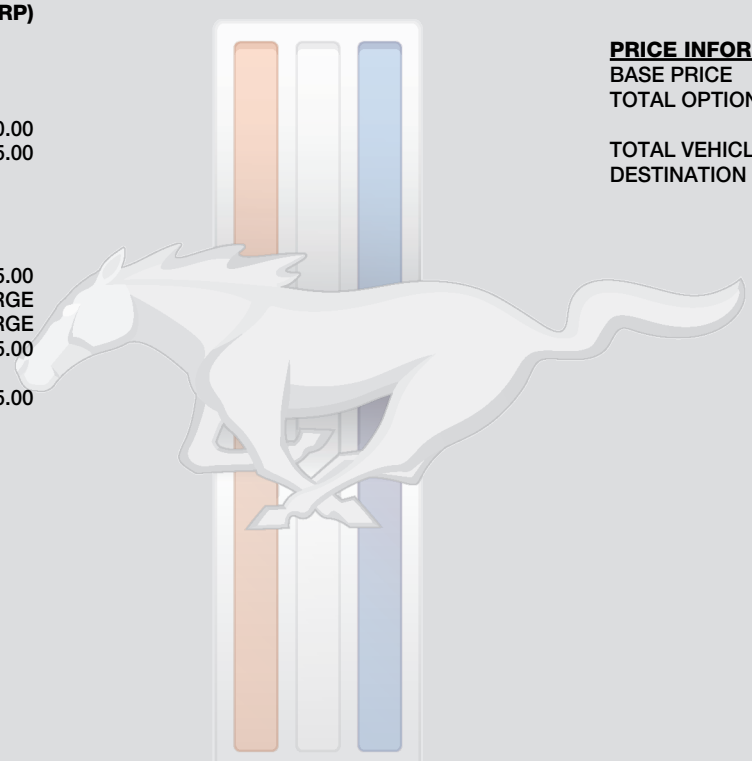 RP)
0.00
5.00
5.00
RGE
RGE
5.00
5.00
PRICE INFOR
BASE PRICE
TOTAL OPTION
TOTAL VEHICL
DESTINATION